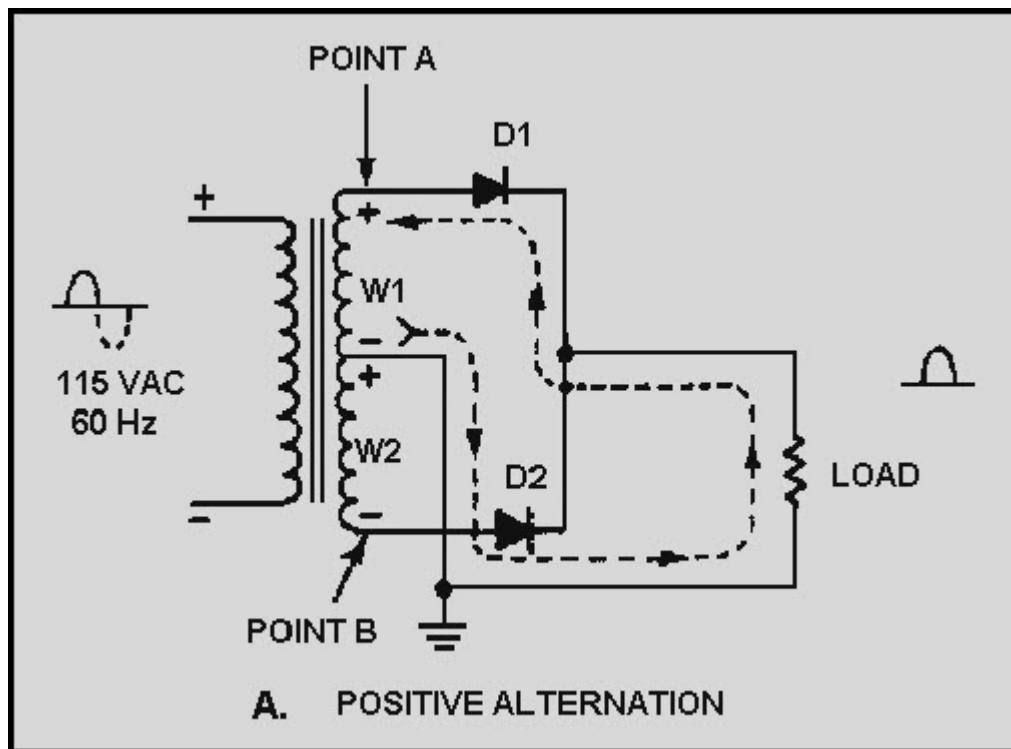 POINT A
D1
+
+
W1
-
+
115 VAC
60 Hz
W2
D2
LOAD
-
-
POINT B
A. POSITIVE ALTERNATION